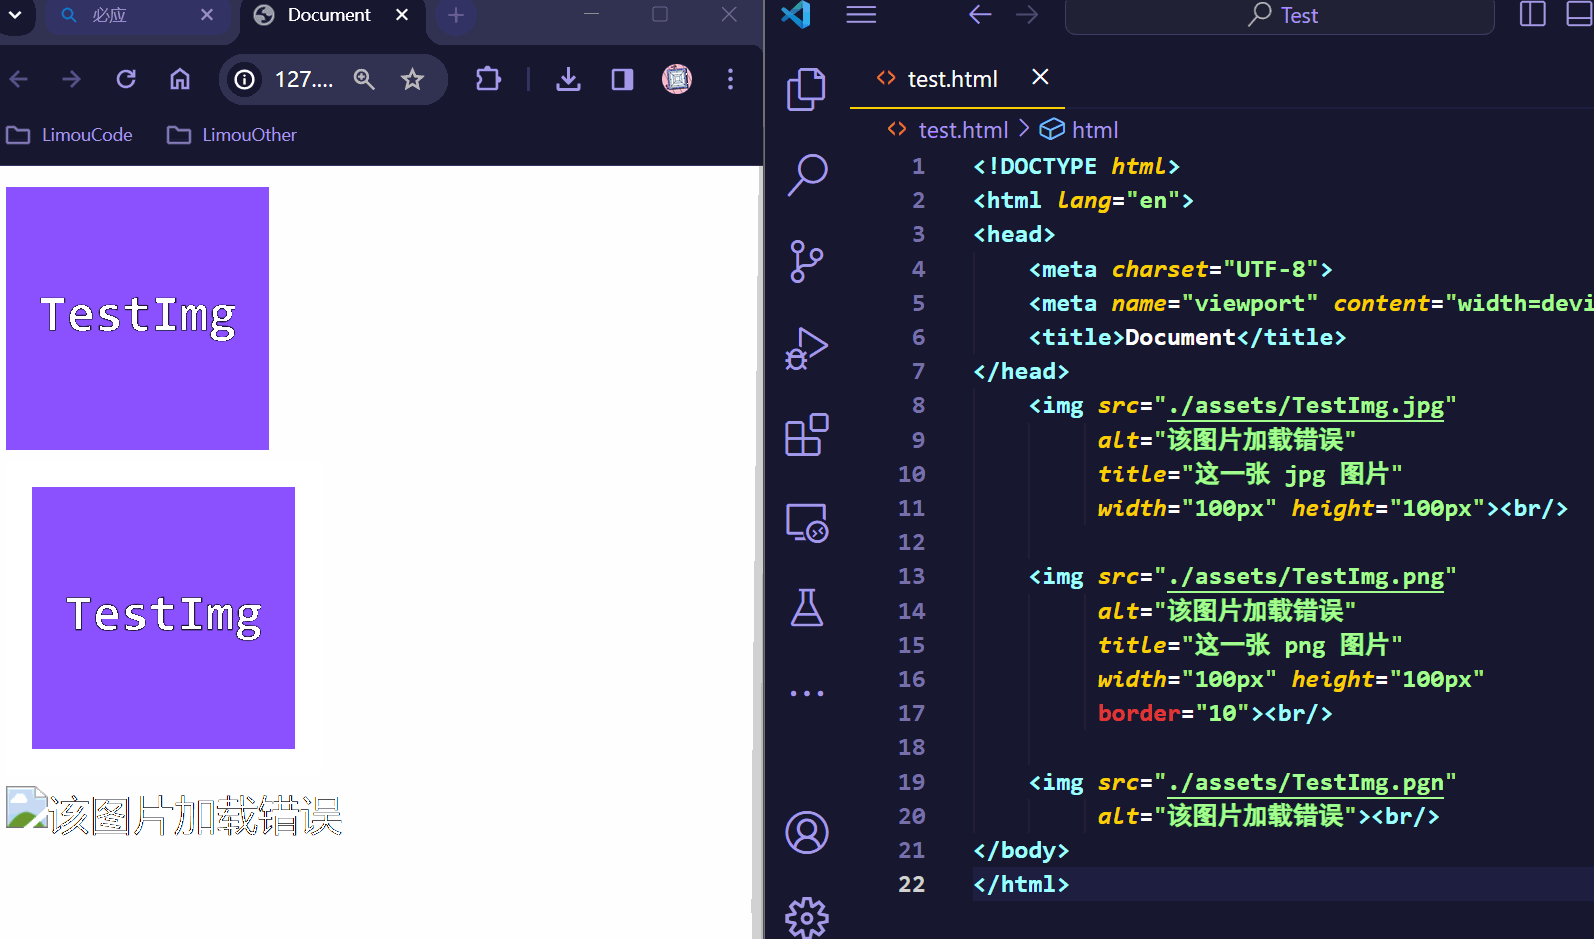 必应
Document
127....
LimouCode
LimouOther
TestImg
TestImg
该图片加载错误
Test
test.html
test.html > html
1 <!DOCTYPE html>
2 <html lang="en">
3 <head>
4 <meta charset="UTF-8">
5 <meta name="viewport" content="width=devi
6 <title>Document</title>
7 </head>
8 <img src="./assets/TestImg.jpg"
9 alt="该图片加载错误"
10 title="这一张 jpg 图片"
11 width="100px" height="100px"><br/>
12
13 <img src="./assets/TestImg.png"
14 alt="该图片加载错误"
15 title="这一张 png 图片"
16 width="100px" height="100px"
17 border="10"><br/>
18
19 <img src="./assets/TestImg.pgn"
20 alt="该图片加载错误"><br/>
21 </body>
22 </html>